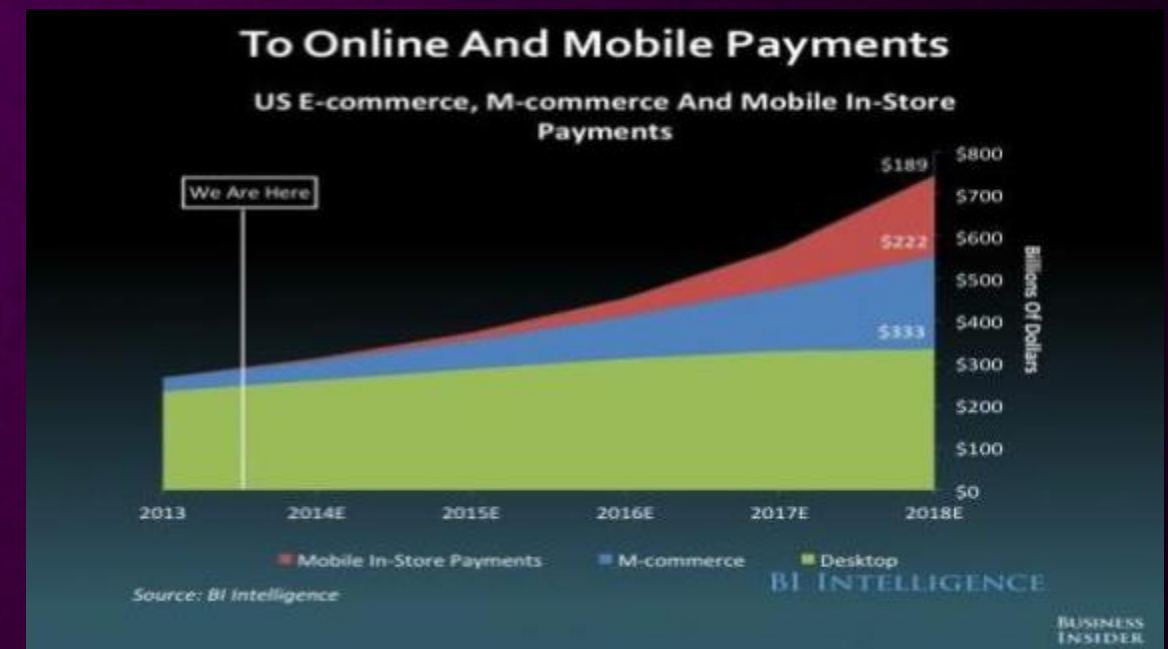 To Online And Mobile Payments
US E-commerce, M-commerce And Mobile In-Store
Payments
We Are Here
$189
$222
$333
$800
$700
$600
$500
$400
$300
$200
$100
$0
Billions Of Dollars
2013 2014E 2015E 2016E 2017E 2018E
Mobile In-Store Payments M-commerce Desktop
BI INTELLIGENCE
Source: BI Intelligence
BUSINESS
INSIDER